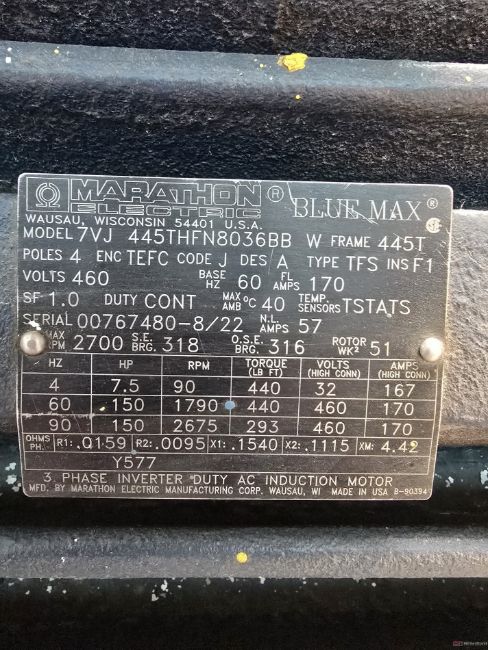 MARATHON ® BLUE MAX ®
ELECTRIC
WAUSAU, WISCONSIN 54401 U.S.A.
MODEL 7VJ 445THFN8036BB W FRAME 445T
POLES 4 ENC TEFC CODE J DES A TYPE TFS INS F1
VOLTS 460 BASE HZ 60 FL AMPS 170
SF 1.0 DUTY CONT MAX AMB °C 40 TEMP. SENSORS TSTATS
SERIAL 00767480-8/22 N.L. AMPS 57
MAX RPM 2700 S.E. BRG. 318 O.S.E. BRG. 316 ROTOR WK² 51
HZ HP RPM TORQUE (LB FT) VOLTS (HIGH CONN) AMPS (HIGH CONN)
4 7.5 90 440 32 167
60 150 1790 440 460 170
90 150 2675 293 460 170
OHMS PH. R1: .0159 R2: .0095 X1: .1540 X2: .1115 XM: 4.42
Y577
3 PHASE INVERTER DUTY AC INDUCTION MOTOR
MFG. BY MARATHON ELECTRIC MANUFACTURING CORP. WAUSAU, WI MADE IN USA B-90394